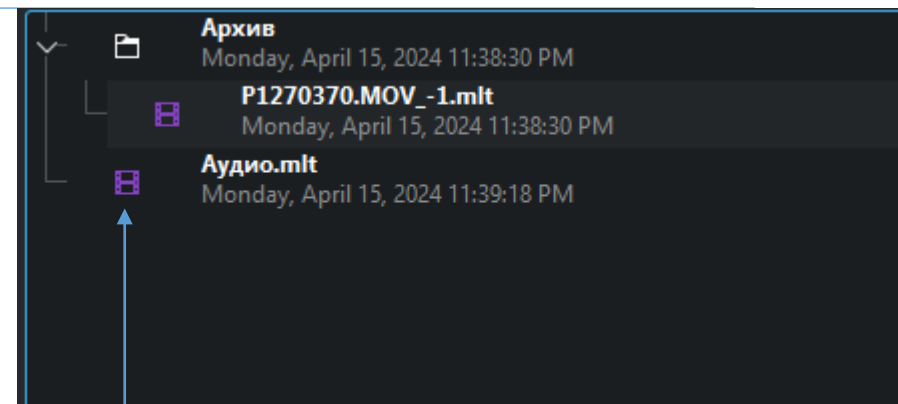 Архив
Monday, April 15, 2024 11:38:30 PM
P1270370.MOV_-1.mlt
Monday, April 15, 2024 11:38:30 PM
Аудио.mlt
Monday, April 15, 2024 11:39:18 PM